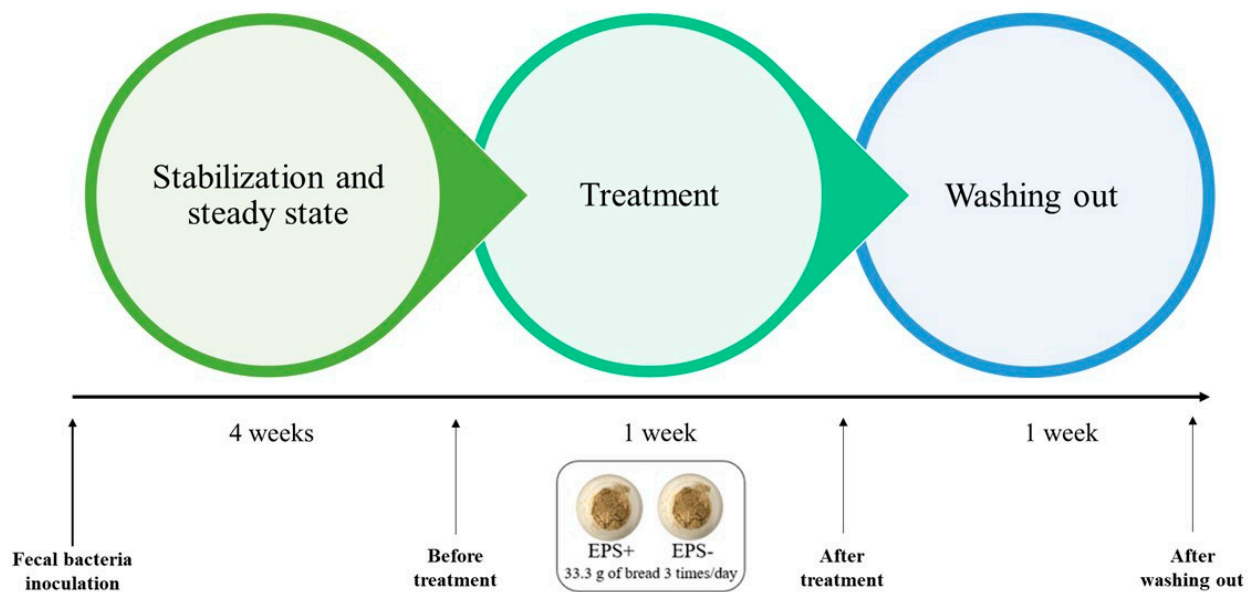 Stabilization and
steady state
Treatment
Washing out
4 weeks
1 week
1 week
EPS+ EPS-
33.3 g of bread 3 times/day
Fecal bacteria
inoculation
Before
treatment
After
treatment
After
washing out